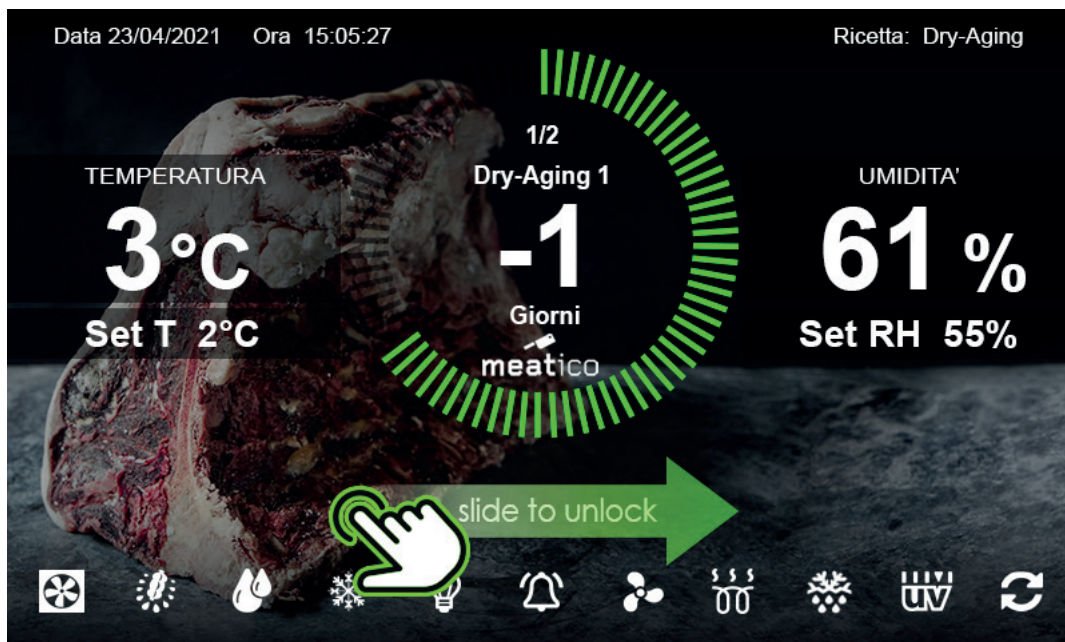 Data 23/04/2021 Ora 15:05:27 Ricetta: Dry-Aging
1/2
Dry-Aging 1
-1
Giorni
meatico
TEMPERATURA
3°C
Set T 2°C
UMIDITA'
61 %
Set RH 55%
slide to unlock
UV